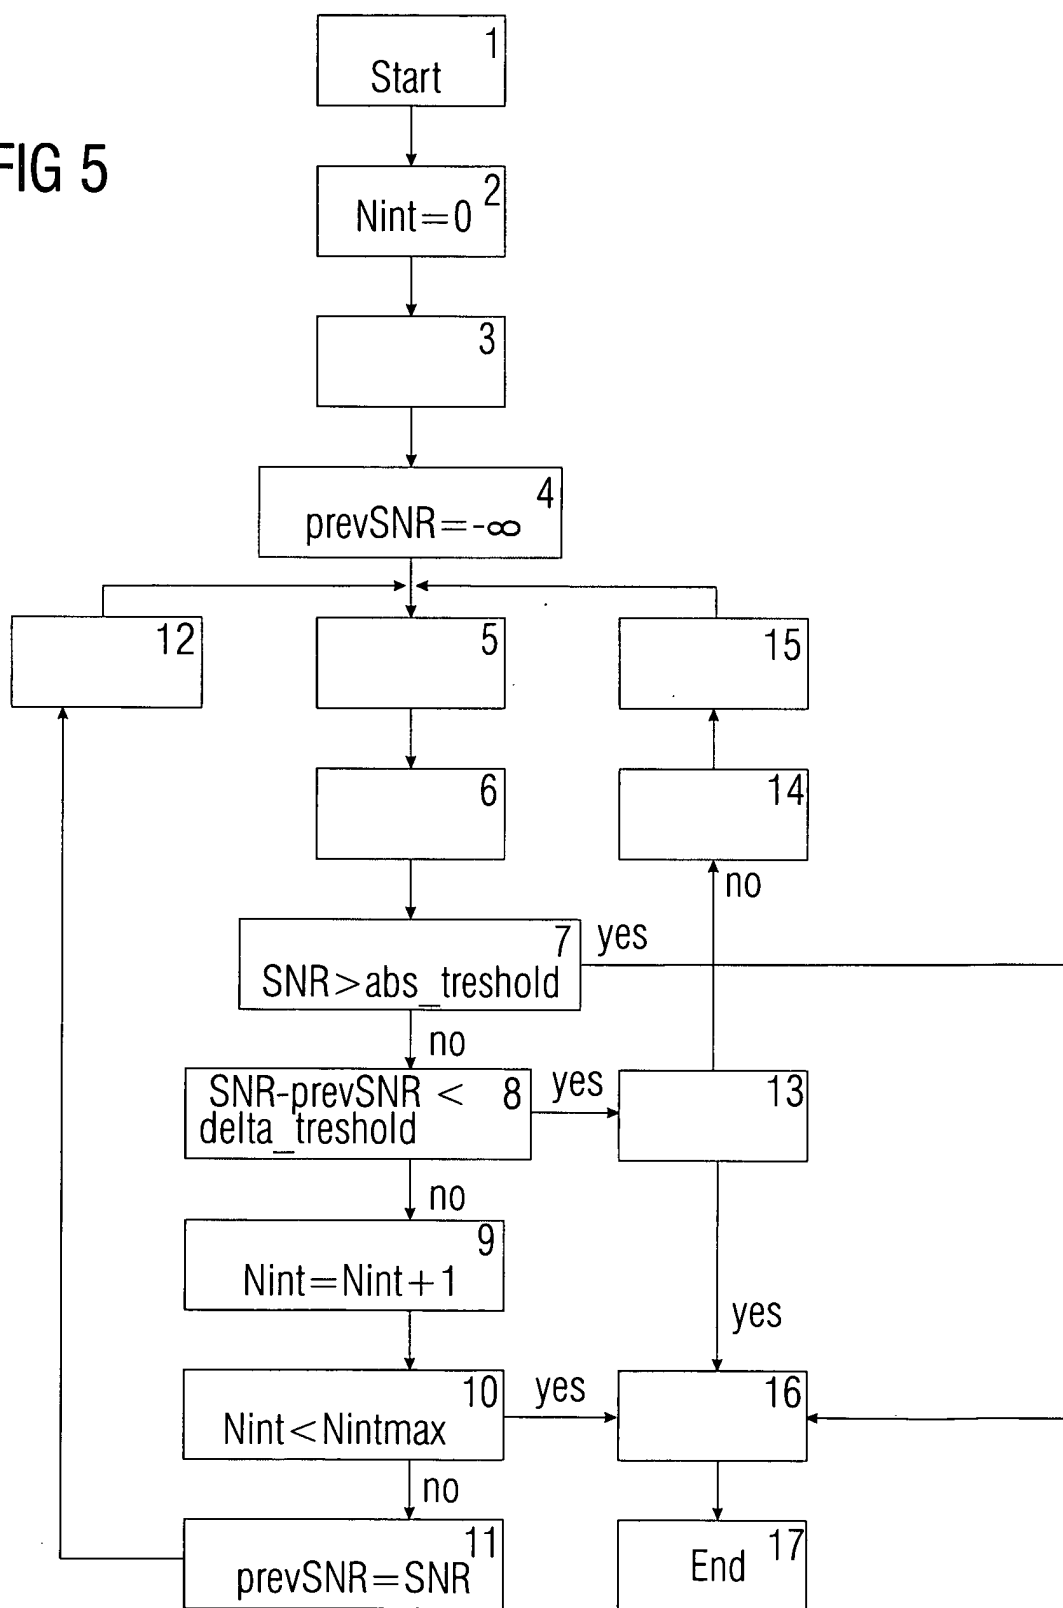 1
Start
FIG 5
2
Nint=0
3
4
prevSNR=-∞
12
5
15
6
14
no
7
yes
SNR>abs_treshold
no
SNR-prevSNR <
8
yes
13
delta_treshold
no
9
Nint=Nint+1
yes
10
yes
16
Nint<Nintmax
no
11
prevSNR=SNR
17
End